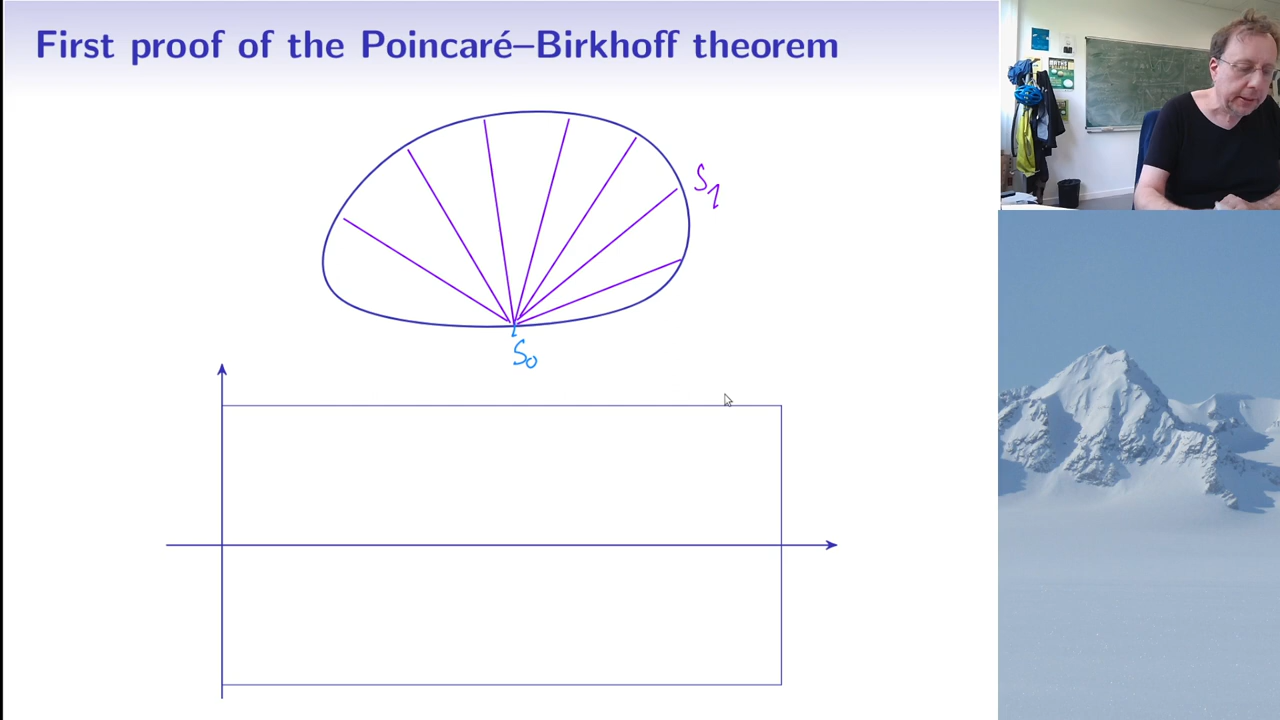 First proof of the Poincaré–Birkhoff theorem
S₁
S₀